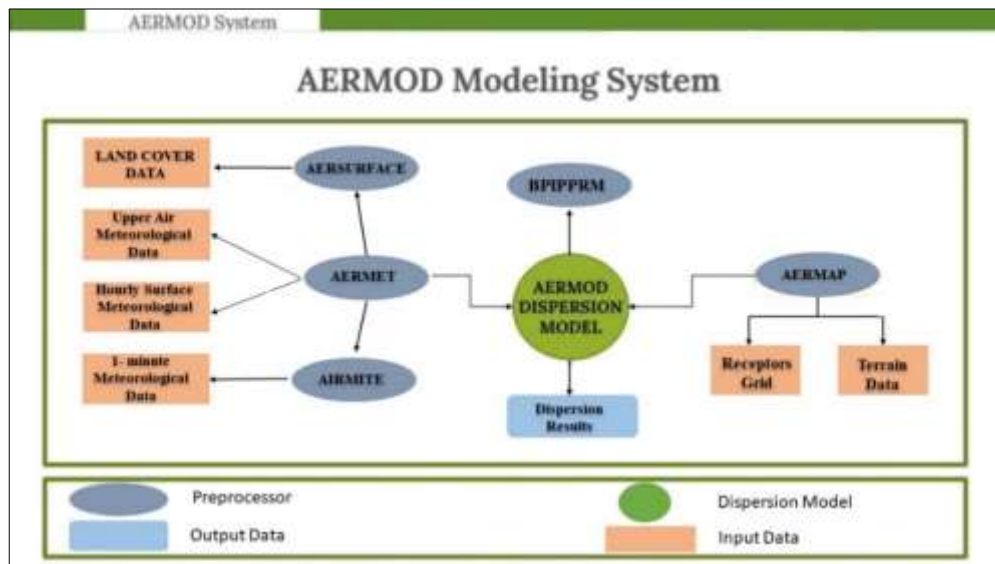 AERMOD System
AERMOD Modeling System
LAND COVER
DATA
AERSURFACE
BPIPPRM
Upper Air
Meteorological
Data
AERMET
AERMOD
DISPERSION
MODEL
AERMAP
Hourly Surface
Meteorological
Data
1- minute
Meteorological
Data
AIRMITE
Receptors
Grid
Terrain
Data
Dispersion
Results
Preprocessor
Dispersion Model
Output Data
Input Data